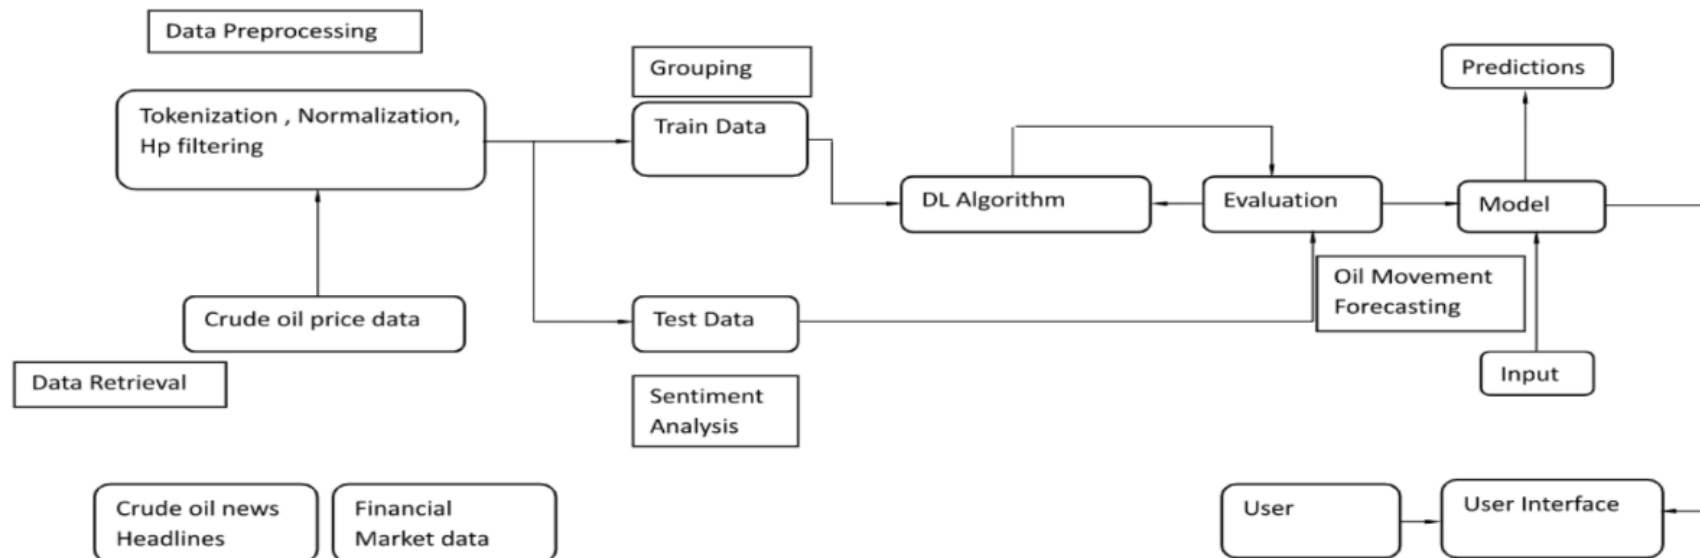 Data Preprocessing
Tokenization , Normalization,
Hp filtering
Crude oil price data
Data Retrieval
Crude oil news
Headlines
Financial
Market data
Grouping
Train Data
Test Data
Sentiment
Analysis
DL Algorithm
Evaluation
Oil Movement
Forecasting
Predictions
Model
Input
User
User Interface